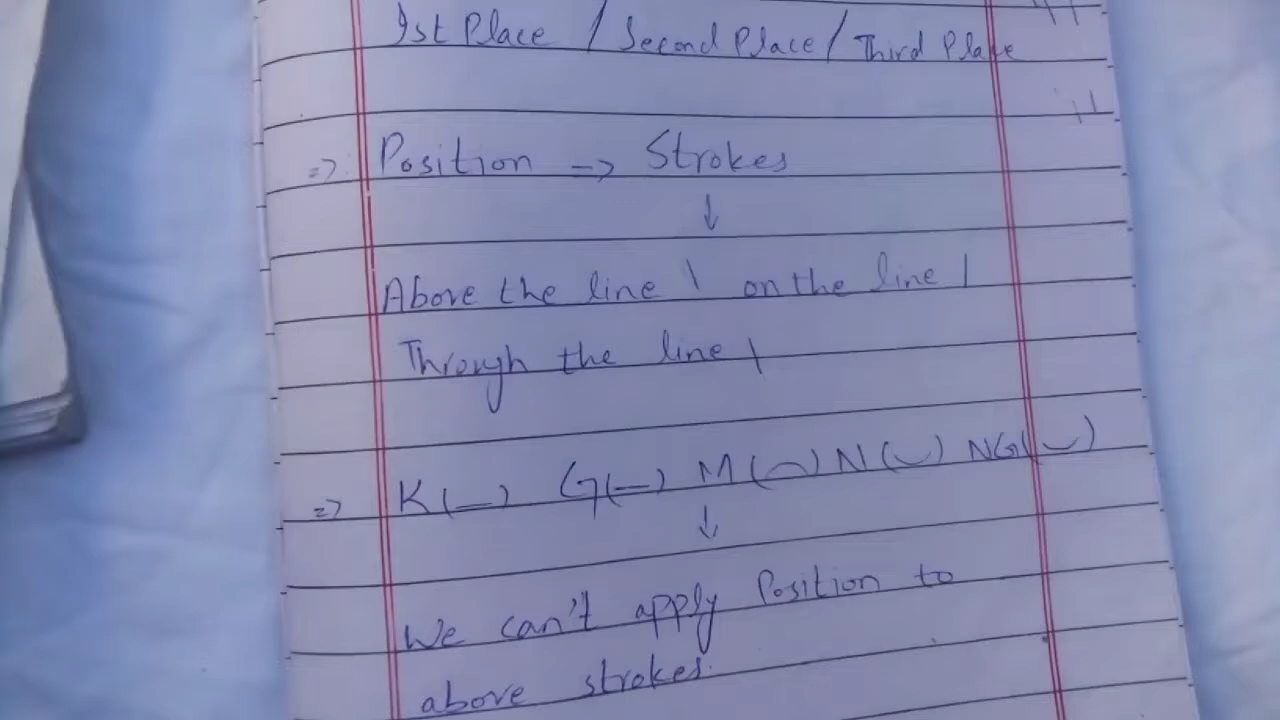 1st Place / Second Place / Third Place
=> Position -> Strokes
↓
Above the line \ on the line |
Through the line \
=> K(—) G(—) M(⌒) N(‿) NG(‿)
↓
We can't apply Position to
above strokes.